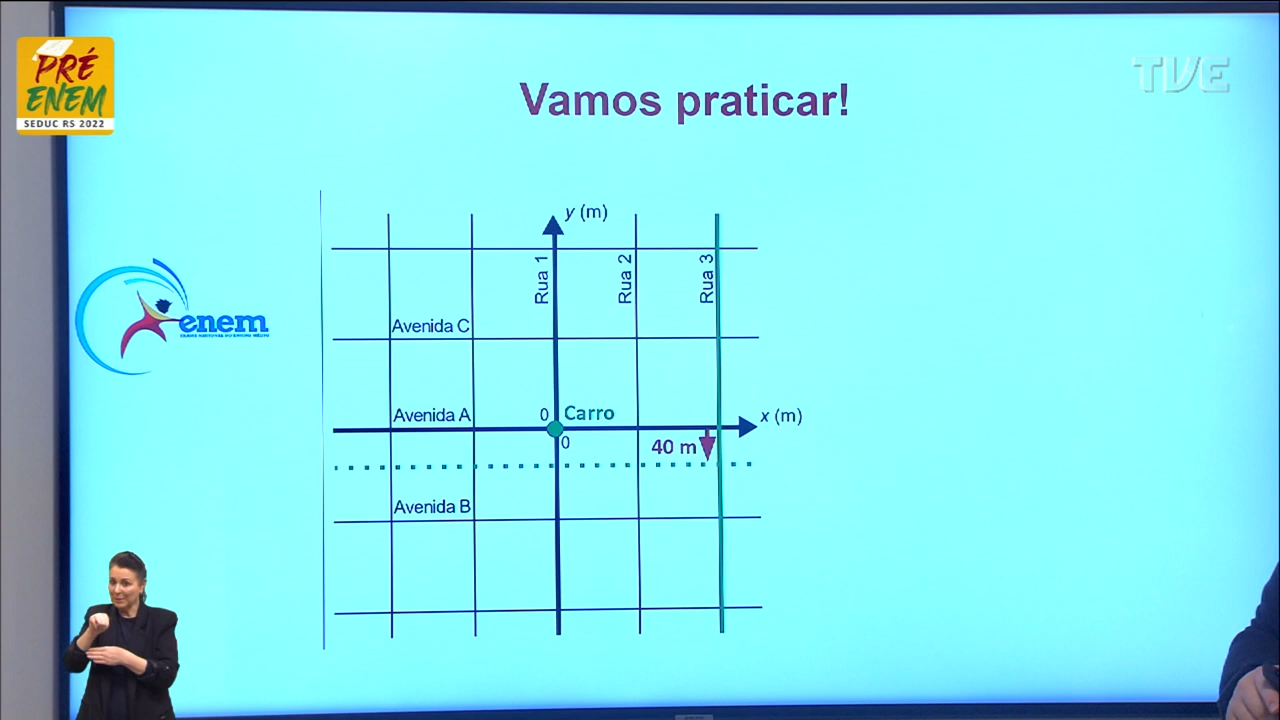 PRÉ
ENEM
SEDUC RS 2022
TVE
Vamos praticar!
y (m)
Rua 1
Rua 2
Rua 3
Avenida C
Avenida A
0
Carro
x (m)
0
40 m
Avenida B
enem